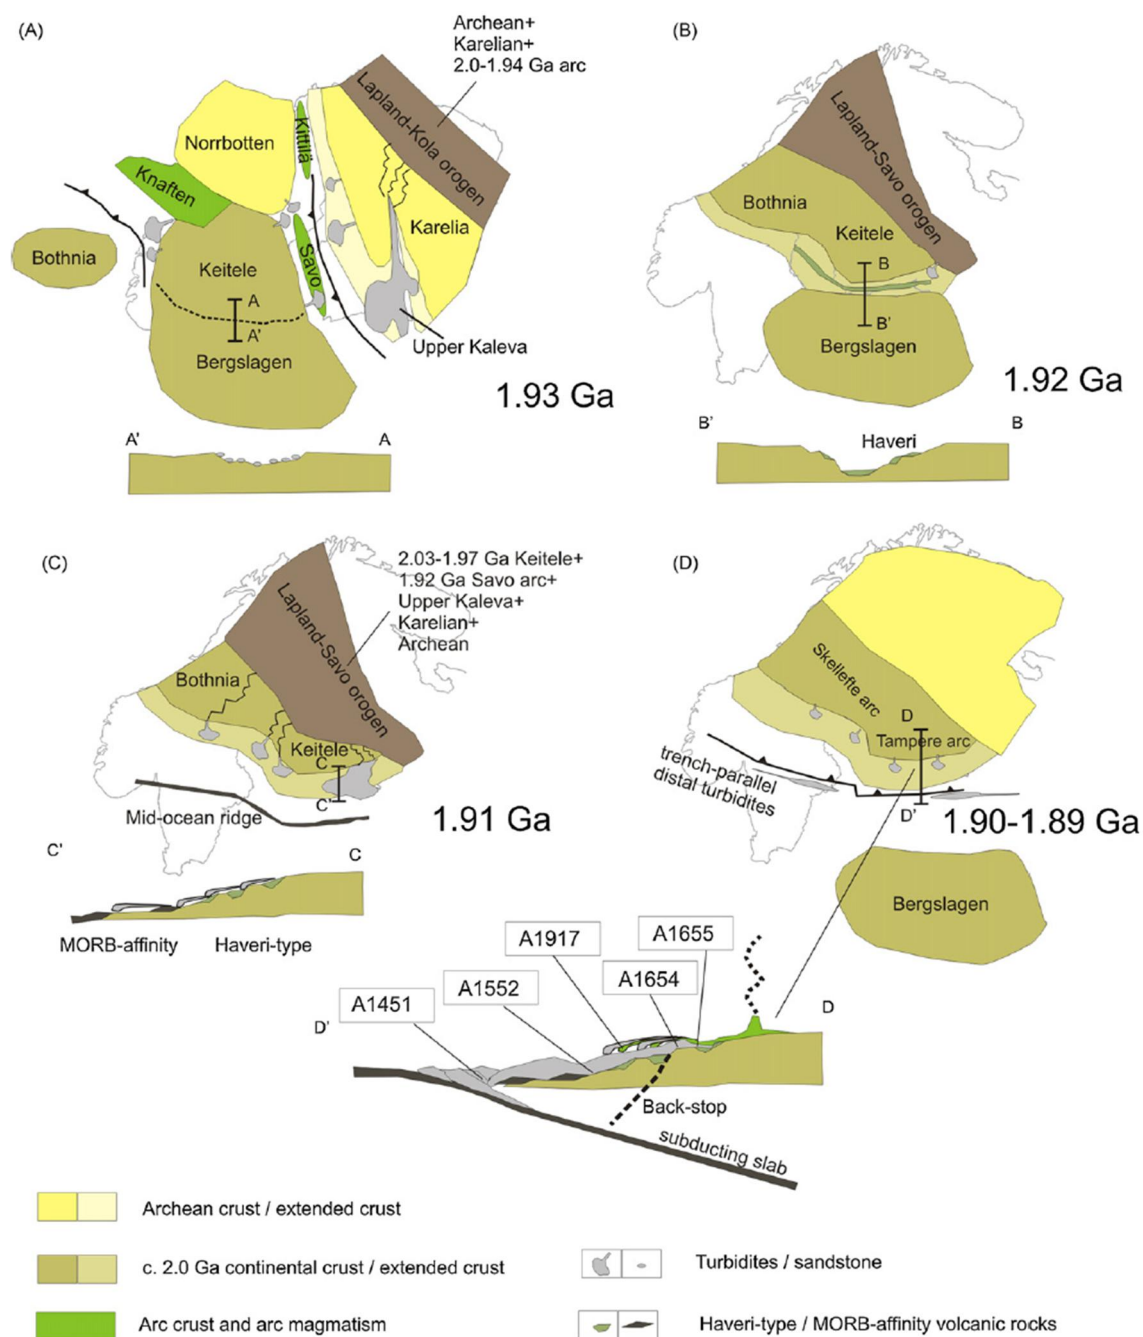 (A)
Archean+
Karelian+
2.0-1.94 Ga arc
Lapland-Kola orogen
Norrbotten
Kittilä
Knaften
Karelia
Bothnia
Keitele
Savo
A
A'
Bergslagen
Upper Kaleva
1.93 Ga
A'
A
(B)
Lapland-Savo orogen
Bothnia
Keitele
B
B'
Bergslagen
1.92 Ga
B'
B
Haveri
(C)
2.03-1.97 Ga Keitele+
1.92 Ga Savo arc+
Upper Kaleva+
Karelian+
Archean
Lapland-Savo orogen
Bothnia
Keitele
C
C'
Mid-ocean ridge
1.91 Ga
C'
C
MORB-affinity
Haveri-type
(D)
Skellefte arc
D
Tampere arc
trench-parallel
distal turbidites
D'
1.90-1.89 Ga
Bergslagen
A1917
A1655
A1552
A1654
A1451
D'
D
Back-stop
subducting slab
Archean crust / extended crust
c. 2.0 Ga continental crust / extended crust
Turbidites / sandstone
Arc crust and arc magmatism
Haveri-type / MORB-affinity volcanic rocks